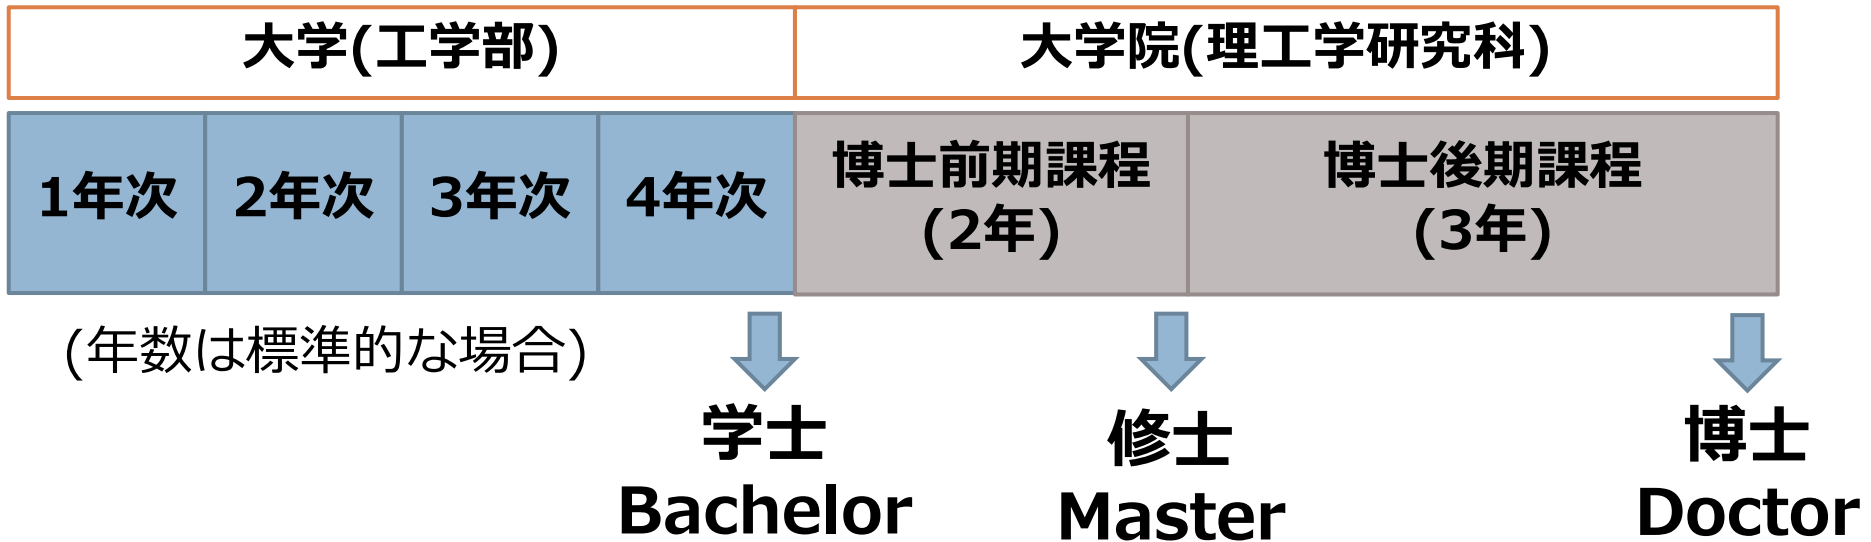 大学(工学部)
大学院(理工学研究科)
1年次
2年次
3年次
4年次
博士前期課程
(2年)
博士後期課程
(3年)
(年数は標準的な場合)
学士
Bachelor
修士
Master
博士
Doctor